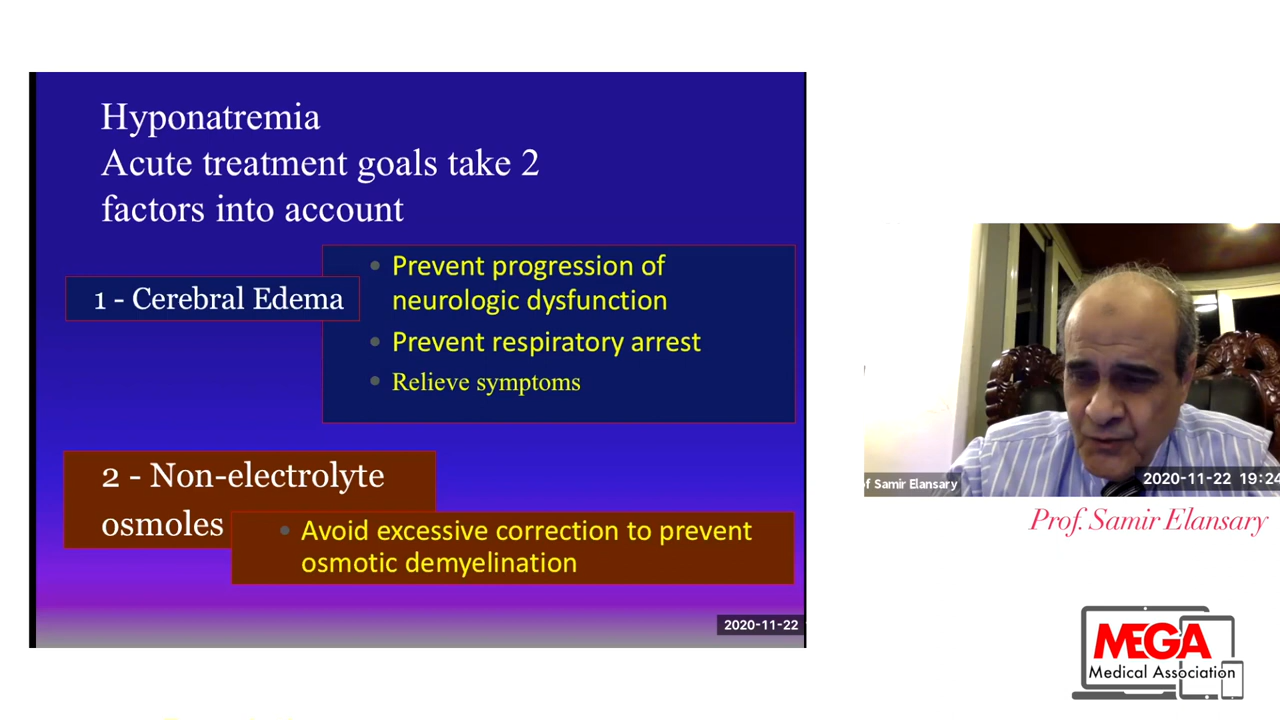 Hyponatremia
Acute treatment goals take 2
factors into account
1 - Cerebral Edema
• Prevent progression of
neurologic dysfunction
• Prevent respiratory arrest
• Relieve symptoms
2 - Non-electrolyte
osmoles
• Avoid excessive correction to prevent
osmotic demyelination
2020-11-22
Samir Elansary
2020-11-22 19:24
Prof. Samir Elansary
MEGA
Medical Association